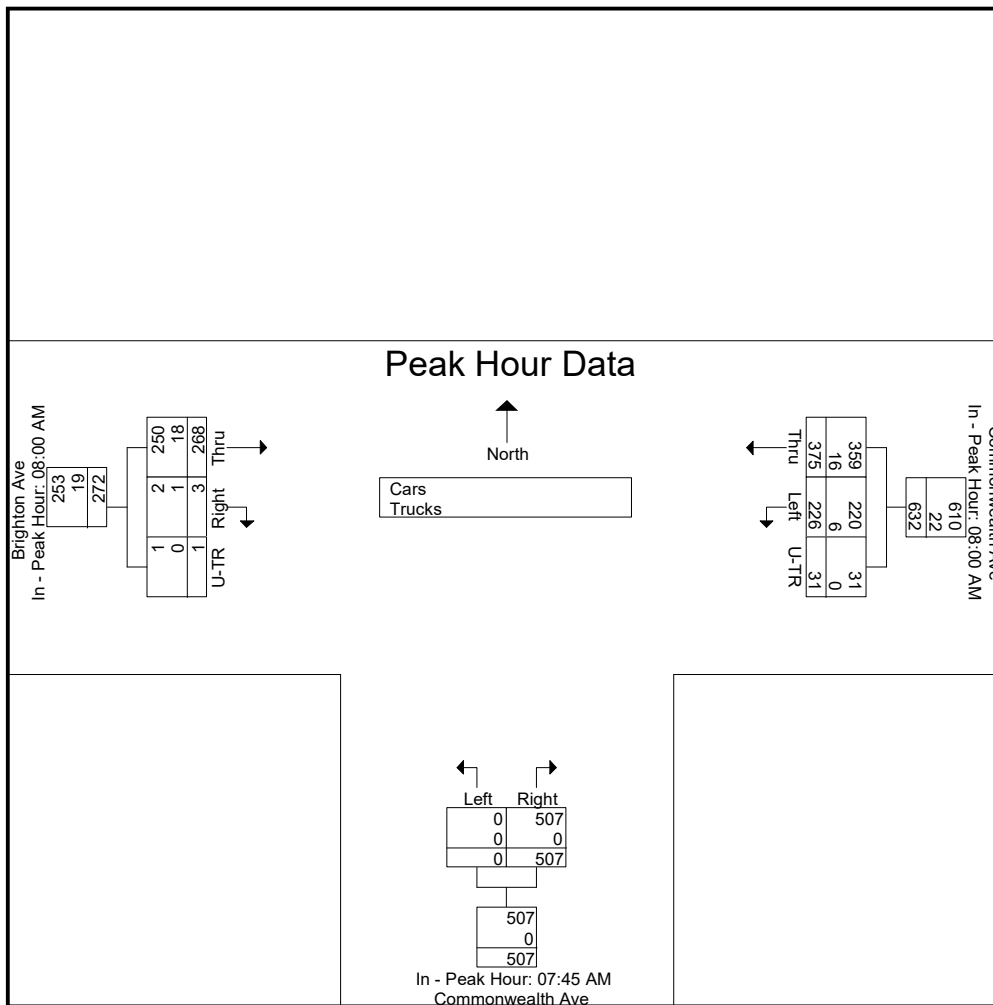 Peak Hour Data
North
Cars
Trucks
Brighton Ave
In - Peak Hour: 08:00 AM
253
19
272
250
18
268
Thru
2
1
3
Right
1
0
1
U-TR
Commonwealth Ave
In - Peak Hour: 08:00 AM
610
22
632
359
16
375
Thru
220
6
226
Left
31
0
31
U-TR
Left Right
0 507
0 0
0 507
507
0
507
In - Peak Hour: 07:45 AM
Commonwealth Ave